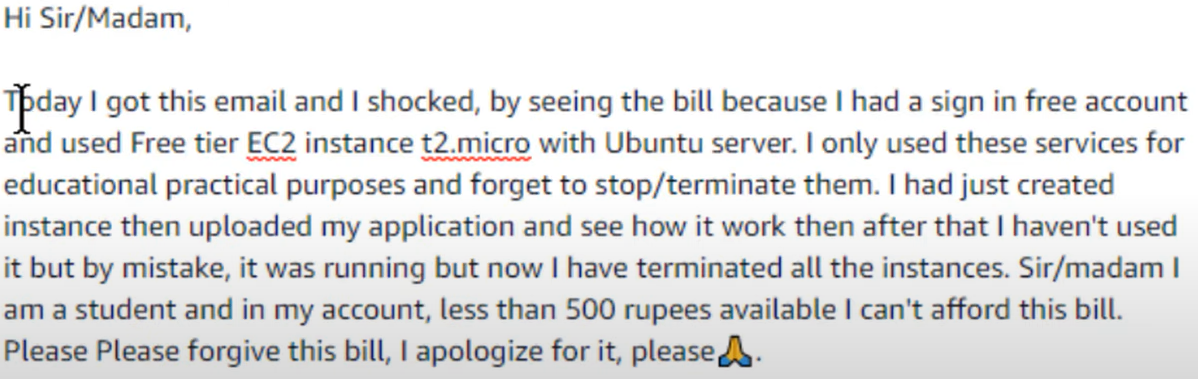 Hi Sir/Madam,
Today I got this email and I shocked, by seeing the bill because I had a sign in free account
and used Free tier EC2 instance t2.micro with Ubuntu server. I only used these services for
educational practical purposes and forget to stop/terminate them. I had just created
instance then uploaded my application and see how it work then after that I haven't used
it but by mistake, it was running but now I have terminated all the instances. Sir/madam I
am a student and in my account, less than 500 rupees available I can't afford this bill.
Please Please forgive this bill, I apologize for it, please🙏.